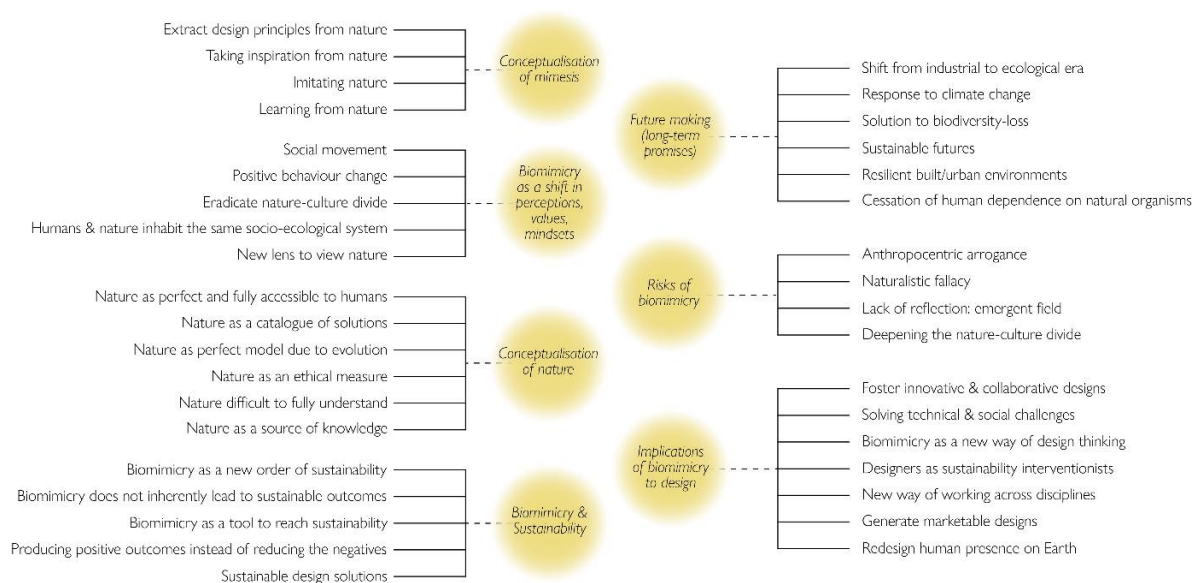 Extract design principles from nature
Taking inspiration from nature
Imitating nature
Learning from nature
Conceptualisation
of mimesis
Social movement
Positive behaviour change
Eradicate nature-culture divide
Humans & nature inhabit the same socio-ecological system
New lens to view nature
Biomimicry
as a shift in
perceptions,
values,
mindsets
Nature as perfect and fully accessible to humans
Nature as a catalogue of solutions
Nature as perfect model due to evolution
Nature as an ethical measure
Nature difficult to fully understand
Nature as a source of knowledge
Conceptualisation
of nature
Biomimicry as a new order of sustainability
Biomimicry does not inherently lead to sustainable outcomes
Biomimicry as a tool to reach sustainability
Producing positive outcomes instead of reducing the negatives
Sustainable design solutions
Biomimicry &
Sustainability
Future making
(long-term
promises)
Shift from industrial to ecological era
Response to climate change
Solution to biodiversity-loss
Sustainable futures
Resilient built/urban environments
Cessation of human dependence on natural organisms
Risks of
biomimicry
Anthropocentric arrogance
Naturalistic fallacy
Lack of reflection: emergent field
Deepening the nature-culture divide
Implications
of biomimicry
to design
Foster innovative & collaborative designs
Solving technical & social challenges
Biomimicry as a new way of design thinking
Designers as sustainability interventionists
New way of working across disciplines
Generate marketable designs
Redesign human presence on Earth